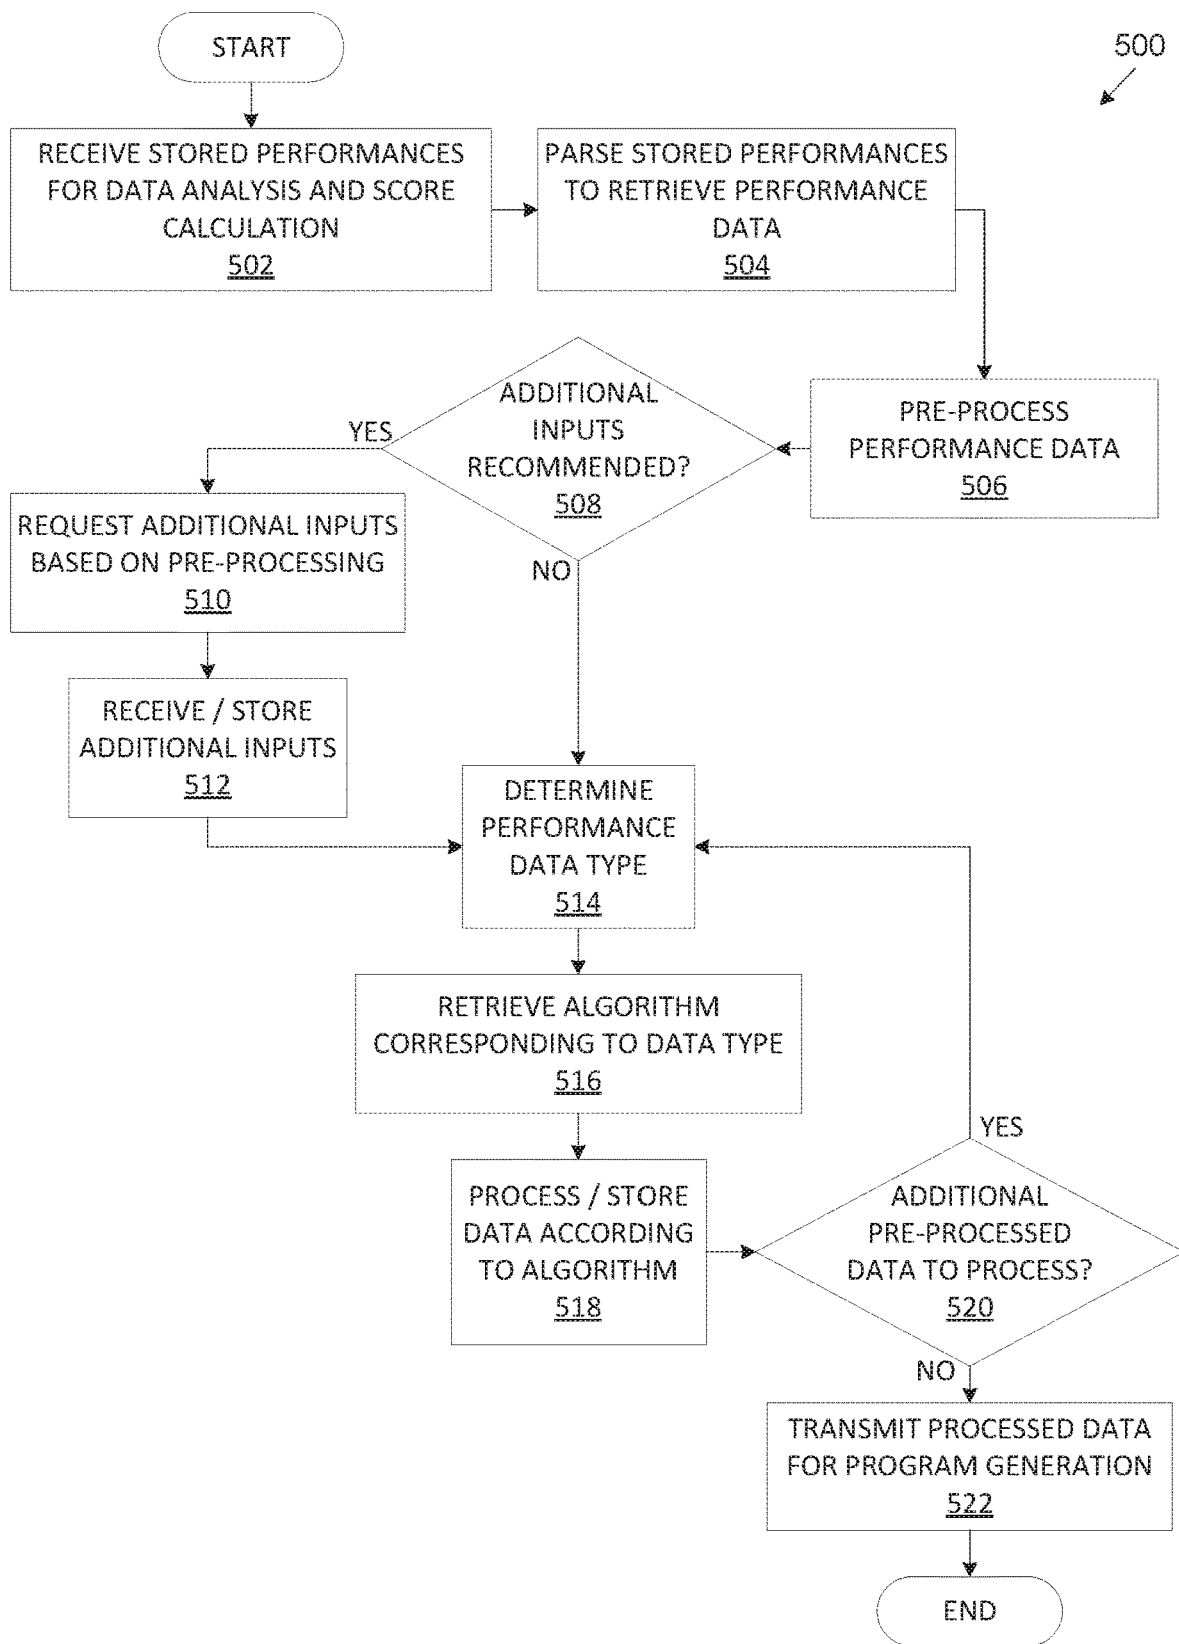 START
500
RECEIVE STORED PERFORMANCES
FOR DATA ANALYSIS AND SCORE
CALCULATION
502
PARSE STORED PERFORMANCES
TO RETRIEVE PERFORMANCE
DATA
504
PRE-PROCESS
PERFORMANCE DATA
506
ADDITIONAL
INPUTS
RECOMMENDED?
508
YES
NO
REQUEST ADDITIONAL INPUTS
BASED ON PRE-PROCESSING
510
RECEIVE / STORE
ADDITIONAL INPUTS
512
DETERMINE
PERFORMANCE
DATA TYPE
514
RETRIEVE ALGORITHM
CORRESPONDING TO DATA TYPE
516
PROCESS / STORE
DATA ACCORDING
TO ALGORITHM
518
YES
ADDITIONAL
PRE-PROCESSED
DATA TO PROCESS?
520
NO
TRANSMIT PROCESSED DATA
FOR PROGRAM GENERATION
522
END